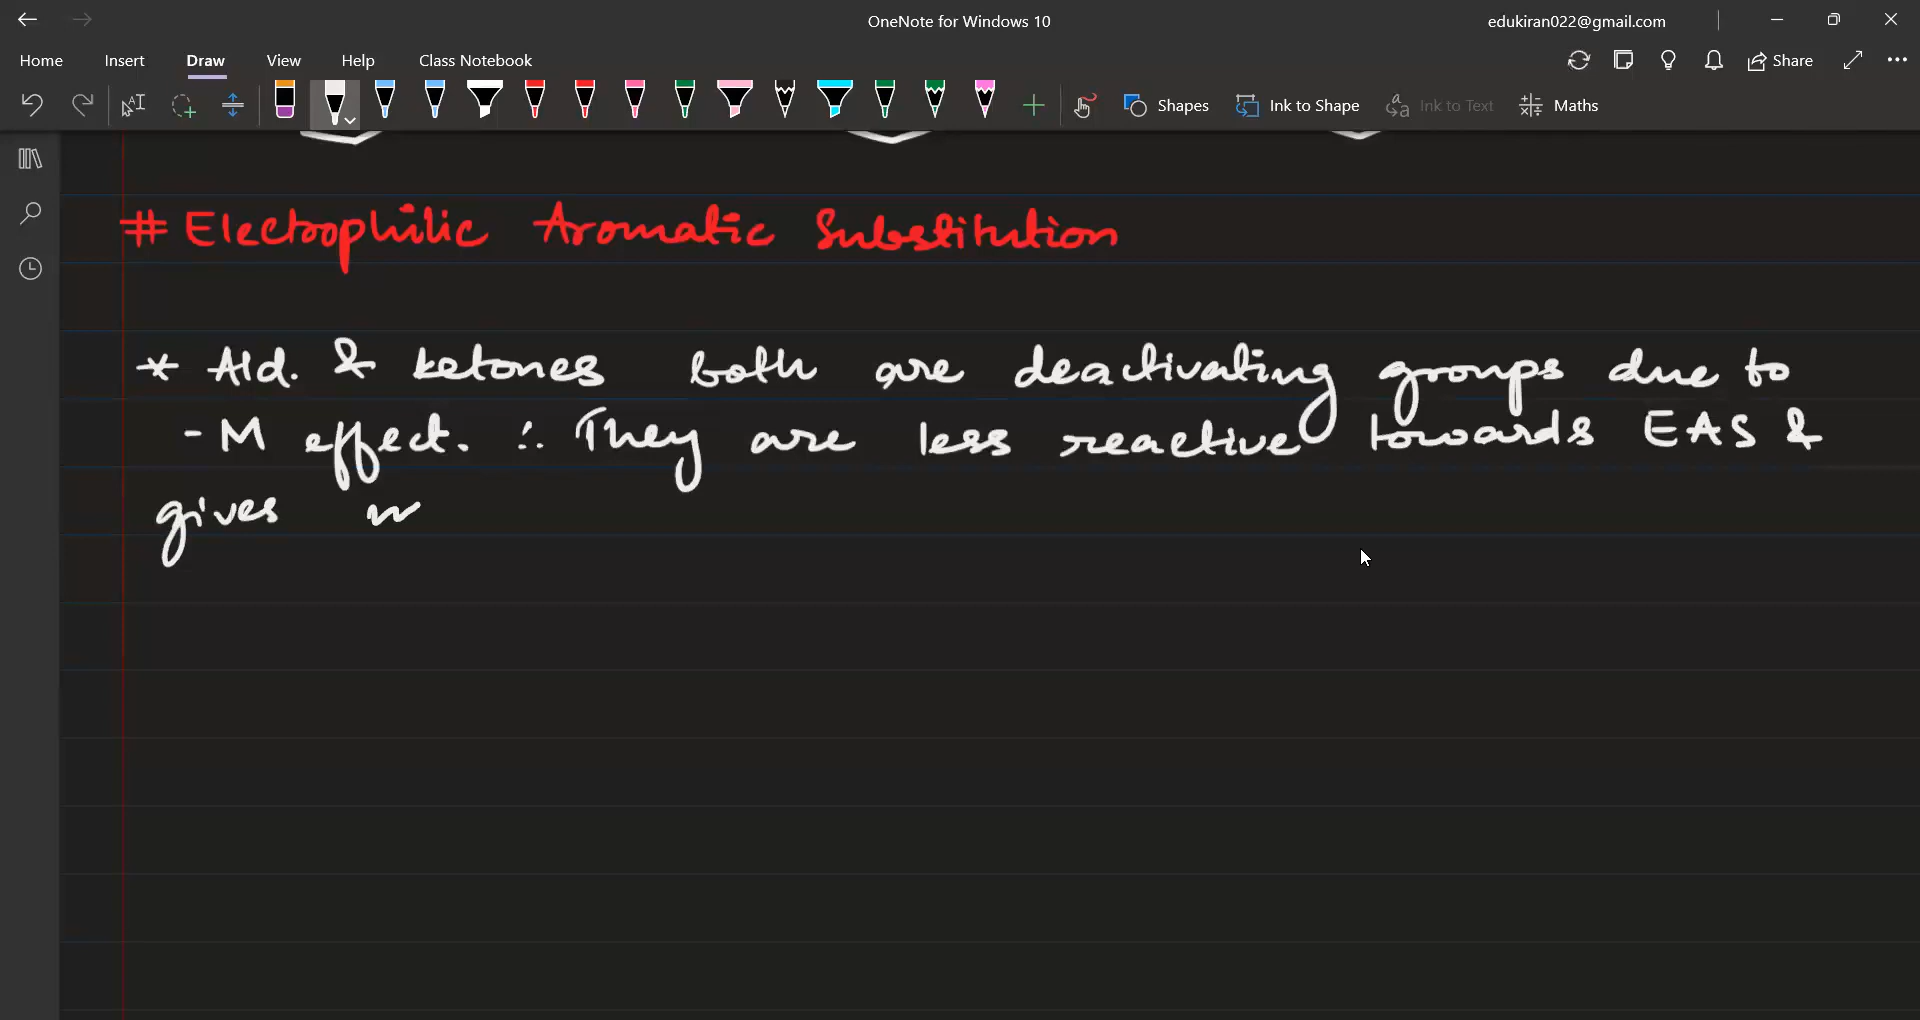 OneNote for Windows 10
edukiran022@gmail.com
Home Insert Draw View Help Class Notebook
Share
Shapes Ink to Shape Ink to Text Maths
# Electrophilic Aromatic Substitution
* Ald. & ketones both are deactivating groups due to
- M effect. ∴ They are less reactive towards EAS &
gives